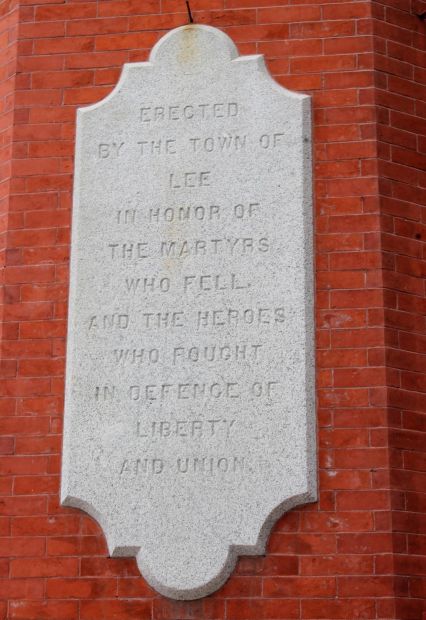 ERECTED
BY THE TOWN OF
LEE
IN HONOR OF
THE MARTYRS
WHO FELL.
AND THE HEROES
WHO FOUGHT
IN DEFENCE OF
LIBERTY
AND UNION.